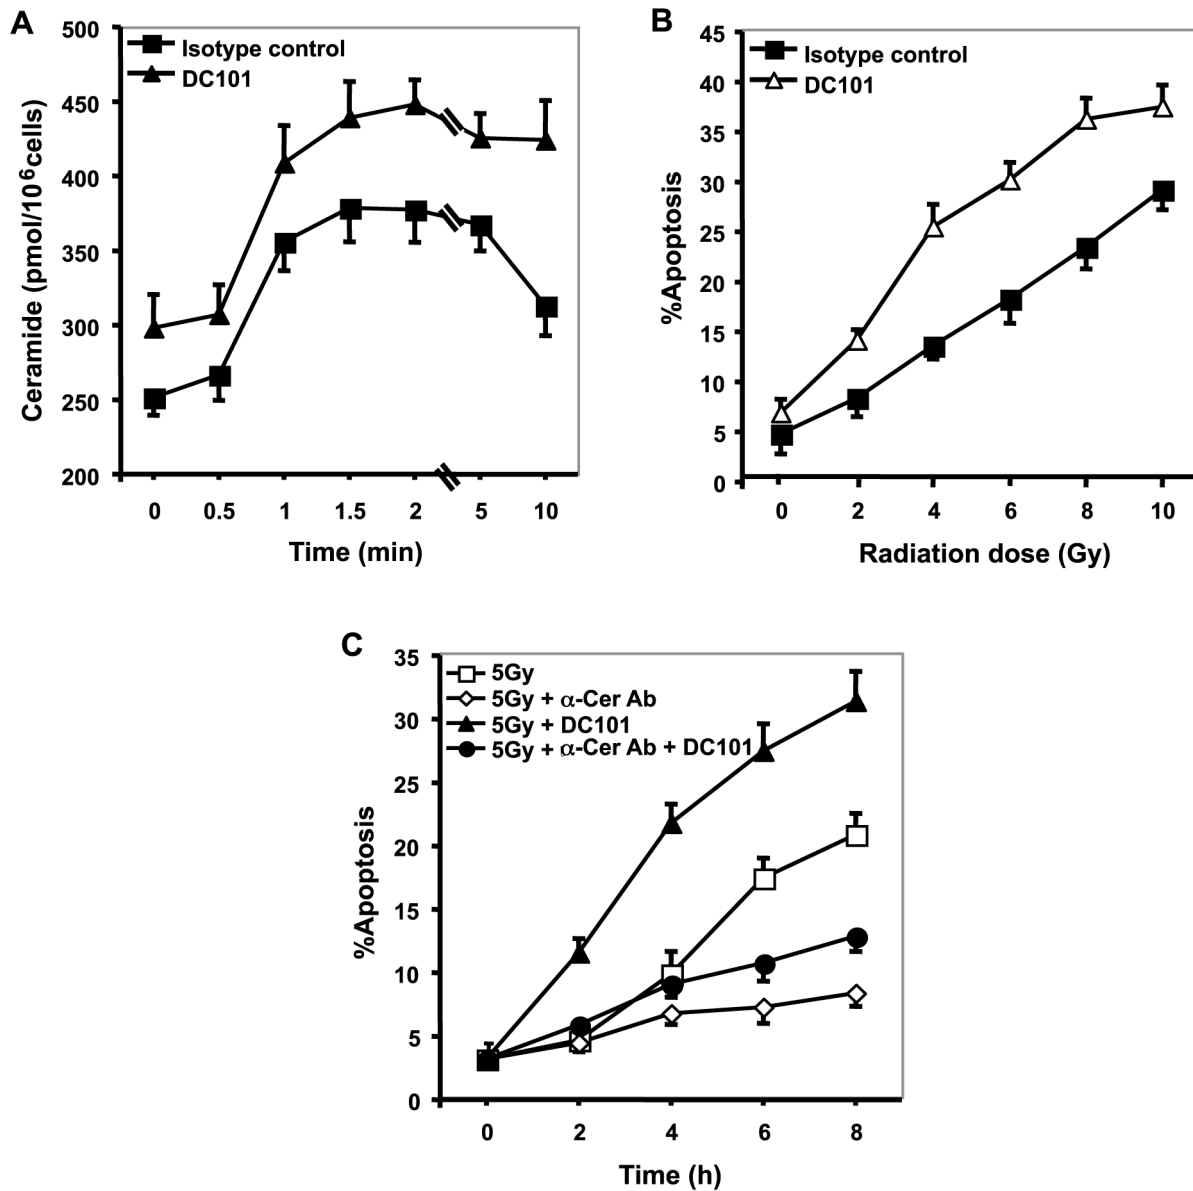 A
Isotype control
DC101
Ceramide (pmol/10⁶cells)
500
450
400
350
300
250
200
0 0.5 1 1.5 2 5 10
Time (min)
B
Isotype control
DC101
%Apoptosis
45
40
35
30
25
20
15
10
5
0
0 2 4 6 8 10
Radiation dose (Gy)
C
5Gy
5Gy + α-Cer Ab
5Gy + DC101
5Gy + α-Cer Ab + DC101
%Apoptosis
35
30
25
20
15
10
5
0
0 2 4 6 8
Time (h)